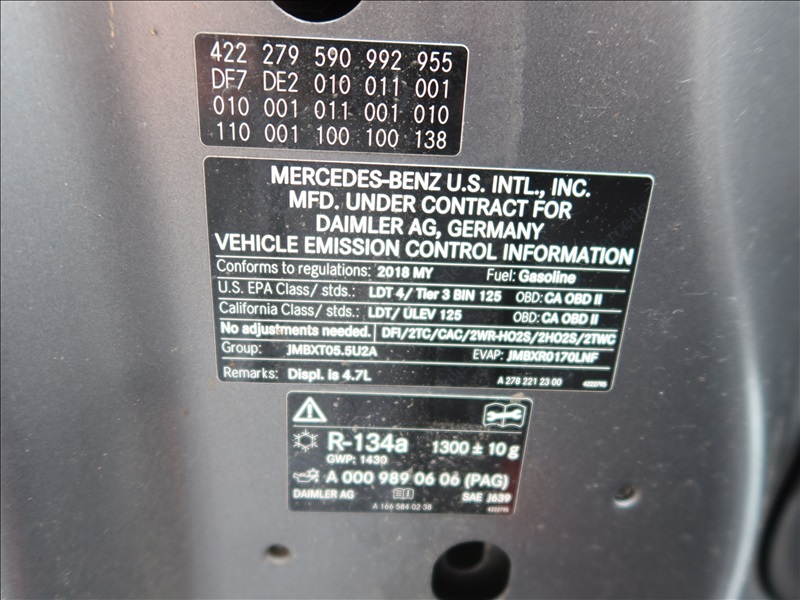 422 279 590 992 955
DF7 DE2 010 011 001
010 001 011 001 010
110 001 100 100 138
MERCEDES-BENZ U.S. INTL., INC.
MFD. UNDER CONTRACT FOR
DAIMLER AG, GERMANY
VEHICLE EMISSION CONTROL INFORMATION
Conforms to regulations: 2018 MY Fuel: Gasoline
U.S. EPA Class/ stds.: LDT 4/ Tier 3 BIN 125 OBD: CA OBD II
California Class/ stds.: LDT/ ULEV 125 OBD: CA OBD II
No adjustments needed. DFI/2TC/CAC/2WR-HO2S/2HO2S/2TWC
Group: JMBXT05.5U2A EVAP: JMBXR0170LNF
Remarks: Displ. is 4.7L A 278 221 23 00 4222795
R-134a 1300 ± 10 g
GWP: 1430
A 000 989 06 06 (PAG)
DAIMLER AG SAE J639
A 166 584 02 38 4222795